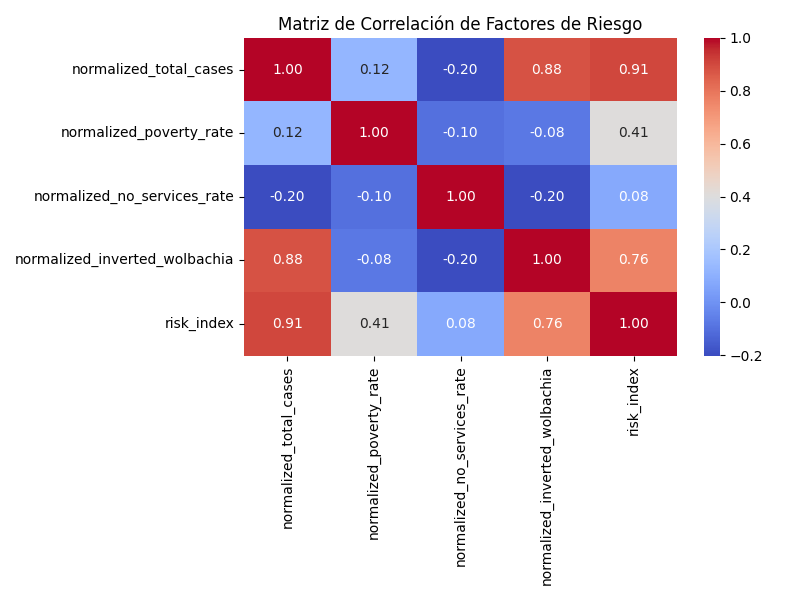 Matriz de Correlación de Factores de Riesgo
normalized_total_cases 1.00 0.12 -0.20 0.88 0.91
normalized_poverty_rate 0.12 1.00 -0.10 -0.08 0.41
normalized_no_services_rate -0.20 -0.10 1.00 -0.20 0.08
normalized_inverted_wolbachia 0.88 -0.08 -0.20 1.00 0.76
risk_index 0.91 0.41 0.08 0.76 1.00
normalized_total_cases
normalized_poverty_rate
normalized_no_services_rate
normalized_inverted_wolbachia
risk_index
1.0
0.8
0.6
0.4
0.2
0.0
−0.2